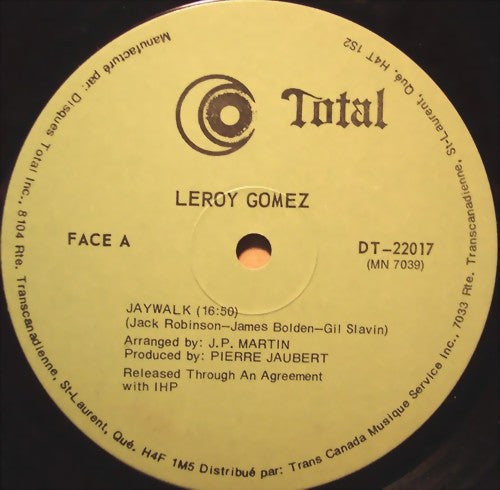 Total
LEROY GOMEZ
FACE A
DT-22017
(MN 7039)
JAYWALK (16:50)
(Jack Robinson—James Bolden—Gil Slavin)
Arranged by: J.P. MARTIN
Produced by: PIERRE JAUBERT
Released Through An Agreement
with IHP
Manufacturé par: Disques Total Inc., 8104 Rte. Transcanadienne, St-Laurent, Qué. H4F 1M5 Distribué par: Trans Canada Musique Service Inc., 7033 Rte. Transcanadienne, St-Laurent, Qué. H4T 1S2